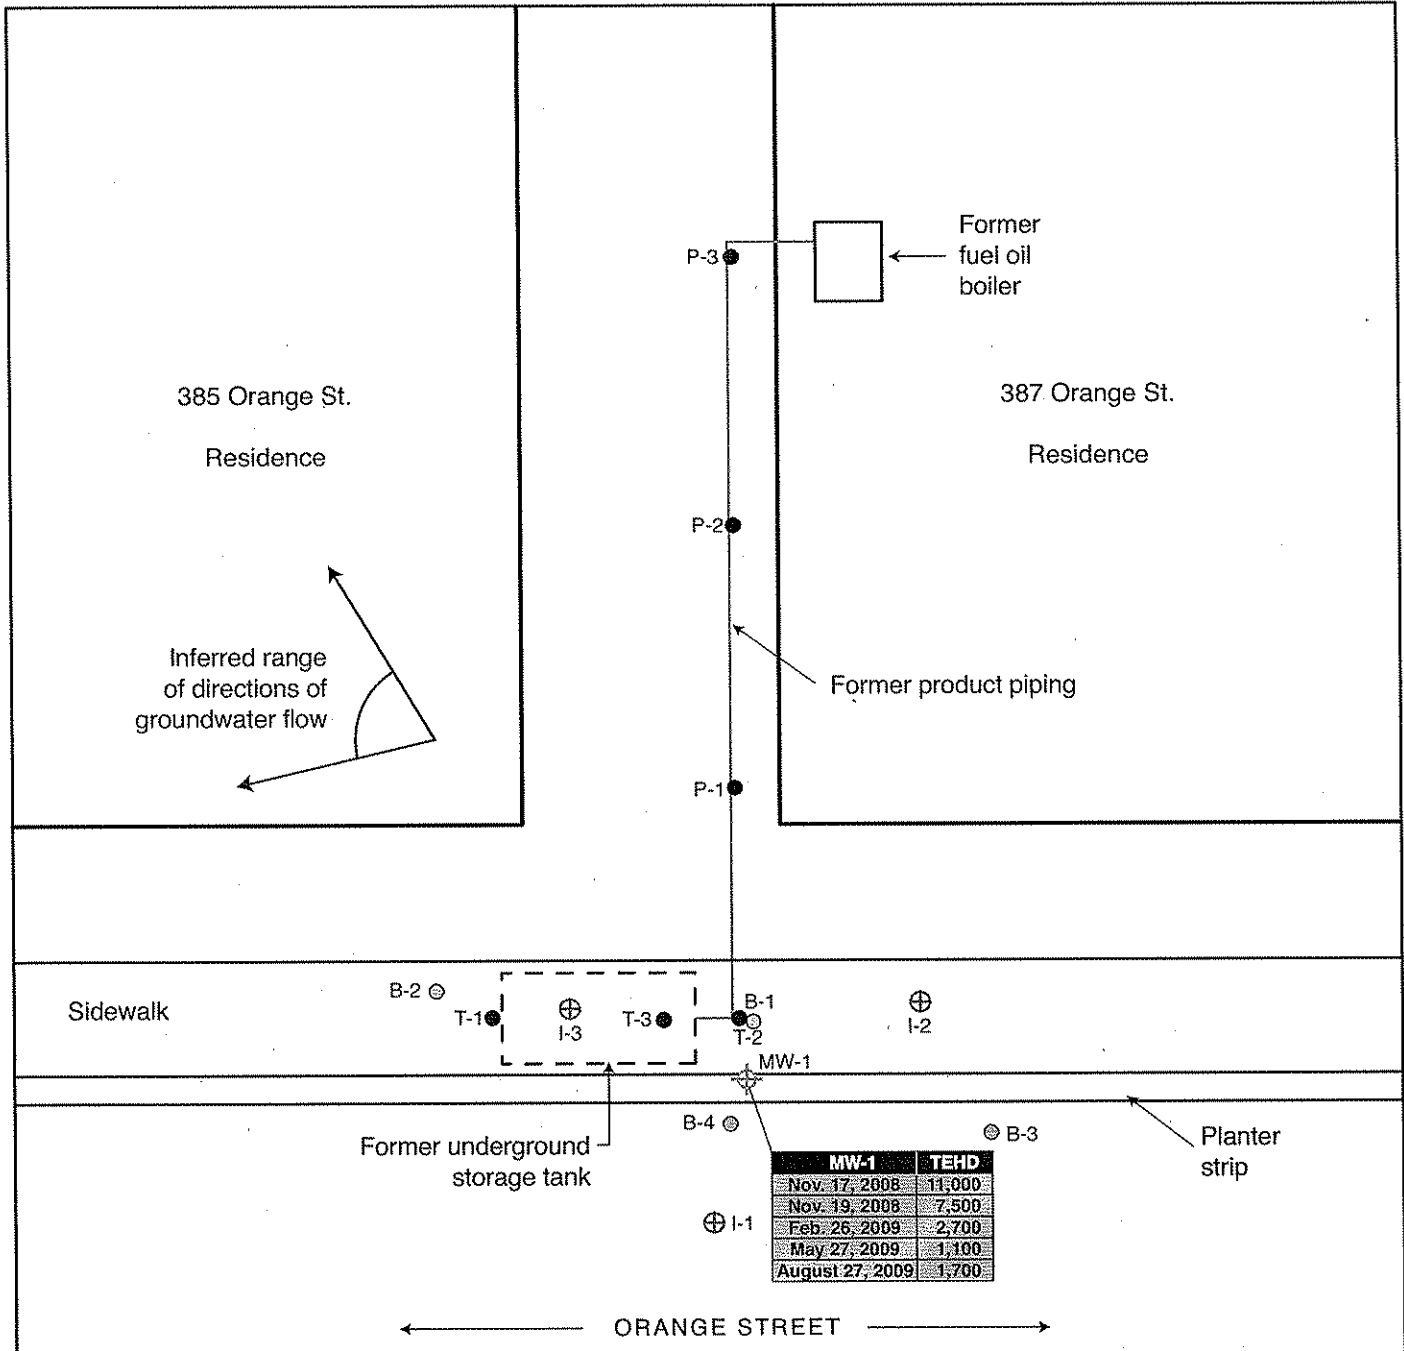 Former
fuel oil
boiler
P-3
385 Orange St.
Residence
387 Orange St.
Residence
P-2
Inferred range
of directions of
groundwater flow
Former product piping
P-1
Sidewalk
B-2
T-1
I-3
T-3
B-1
T-2
I-2
MW-1
B-4
B-3
Former underground
storage tank
Planter
strip
MW-1 TEHD
Nov. 17, 2008 11,000
Nov. 19, 2008 7,500
Feb. 26, 2009 2,700
May 27, 2009 1,100
August 27, 2009 1,700
I-1
ORANGE STREET